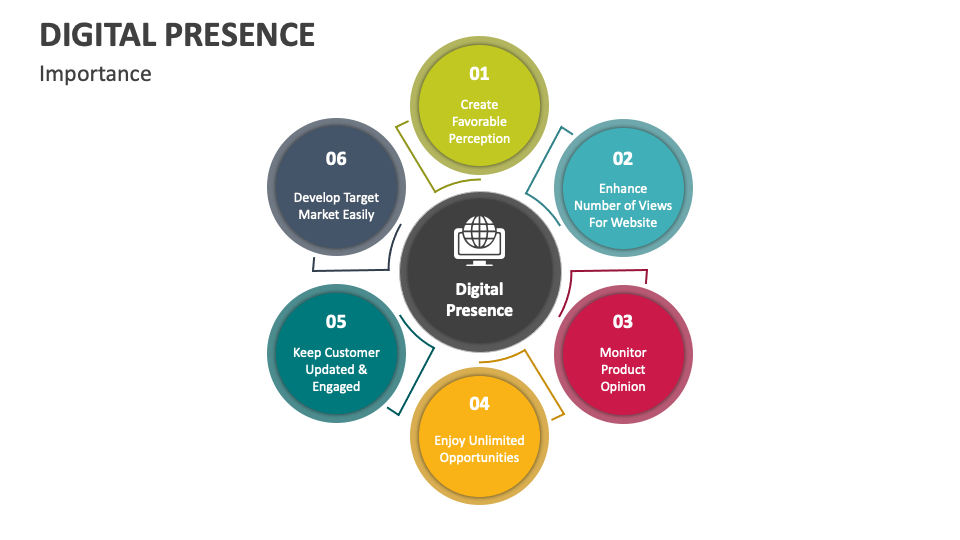 DIGITAL PRESENCE
Importance
01
Create
Favorable
Perception
02
Enhance
Number of Views
For Website
03
Monitor
Product
Opinion
04
Enjoy Unlimited
Opportunities
05
Keep Customer
Updated &
Engaged
06
Develop Target
Market Easily
Digital
Presence